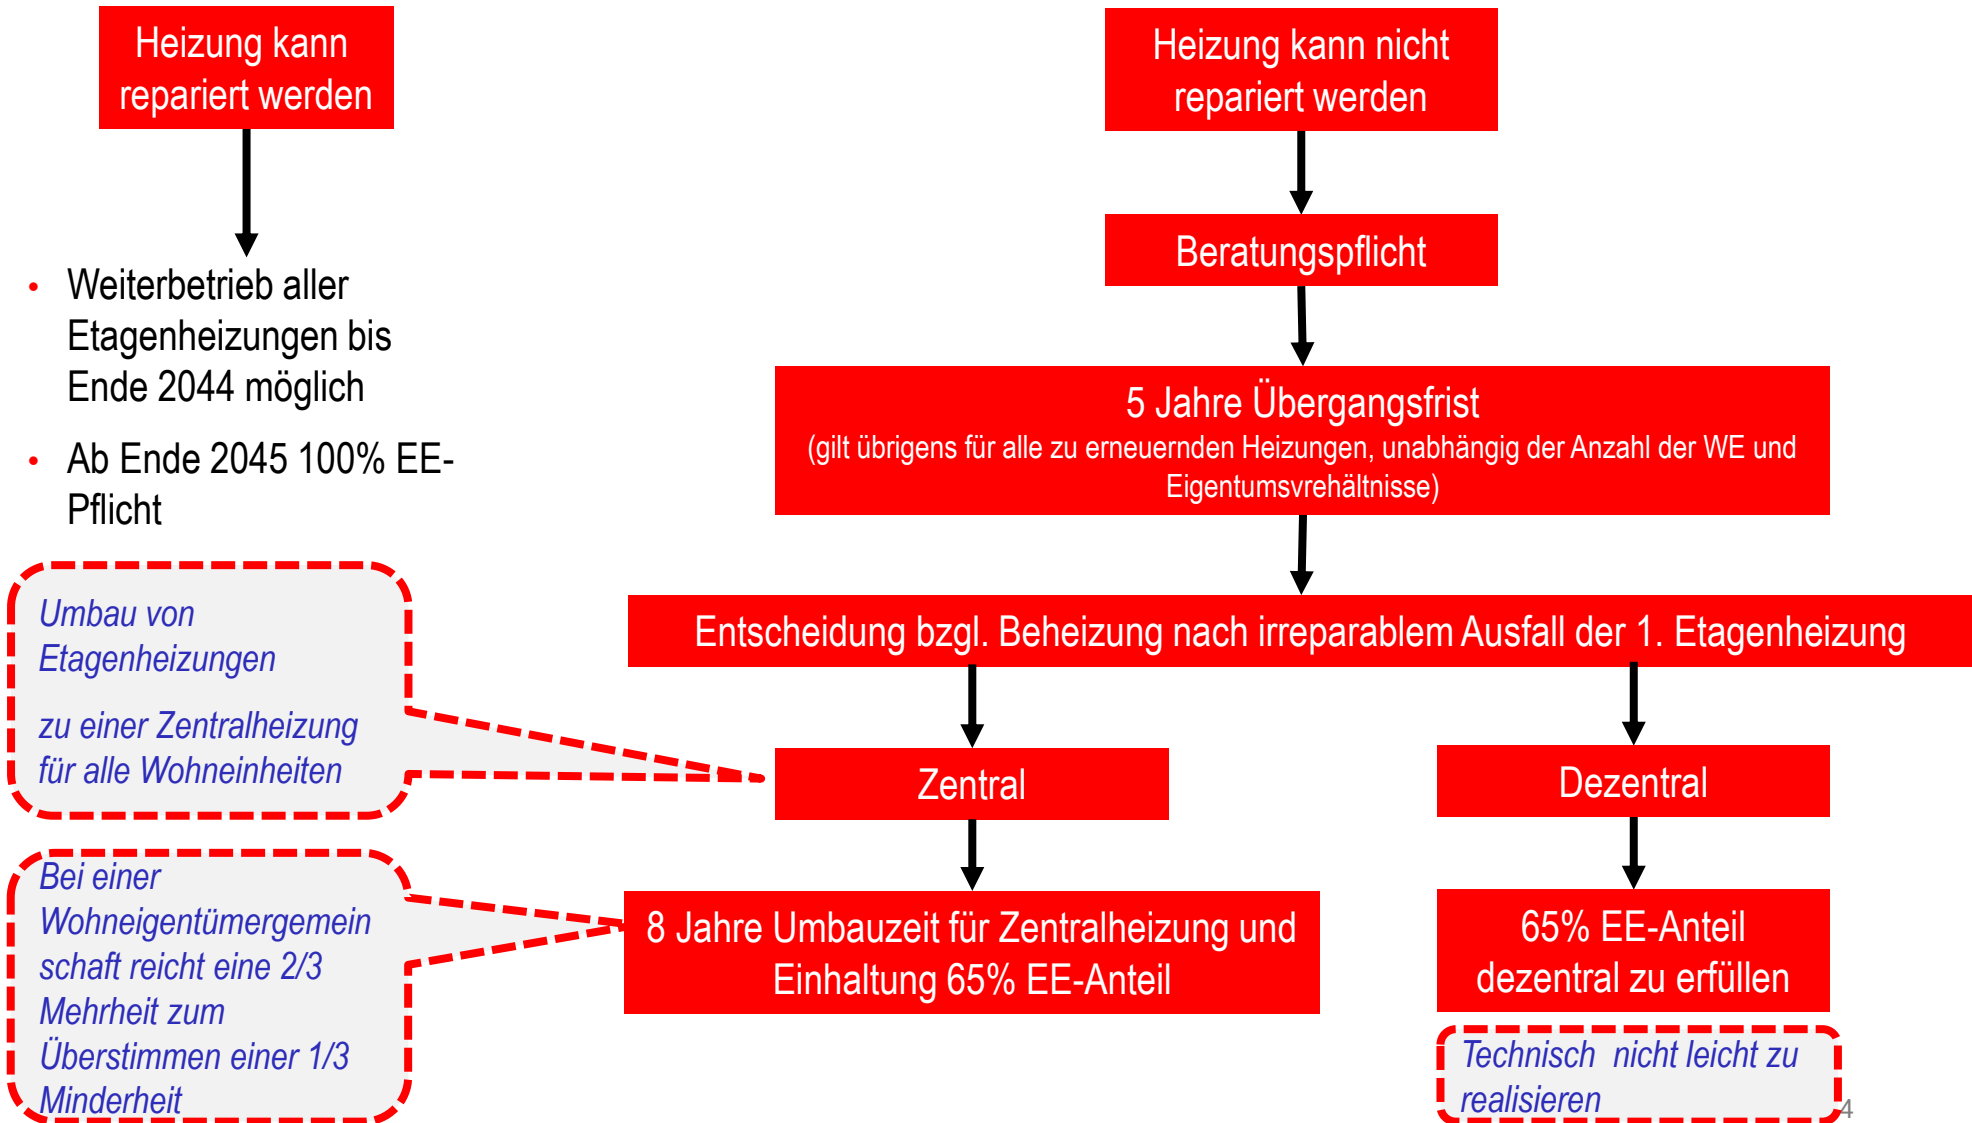 Heizung kann
repariert werden
Weiterbetrieb aller
Etagenheizungen bis
Ende 2044 möglich
Ab Ende 2045 100% EE-
Pflicht
Heizung kann nicht
repariert werden
Beratungspflicht
5 Jahre Übergangsfrist
(gilt übrigens für alle zu erneuernden Heizungen, unabhängig der Anzahl der WE und
Eigentumsvrehältnisse)
Entscheidung bzgl. Beheizung nach irreparablem Ausfall der 1. Etagenheizung
Umbau von
Etagenheizungen
zu einer Zentralheizung
für alle Wohneinheiten
Zentral
Dezentral
Bei einer
Wohneigentümergemein
schaft reicht eine 2/3
Mehrheit zum
Überstimmen einer 1/3
Minderheit
8 Jahre Umbauzeit für Zentralheizung und
Einhaltung 65% EE-Anteil
65% EE-Anteil
dezentral zu erfüllen
Technisch nicht leicht zu
realisieren
4